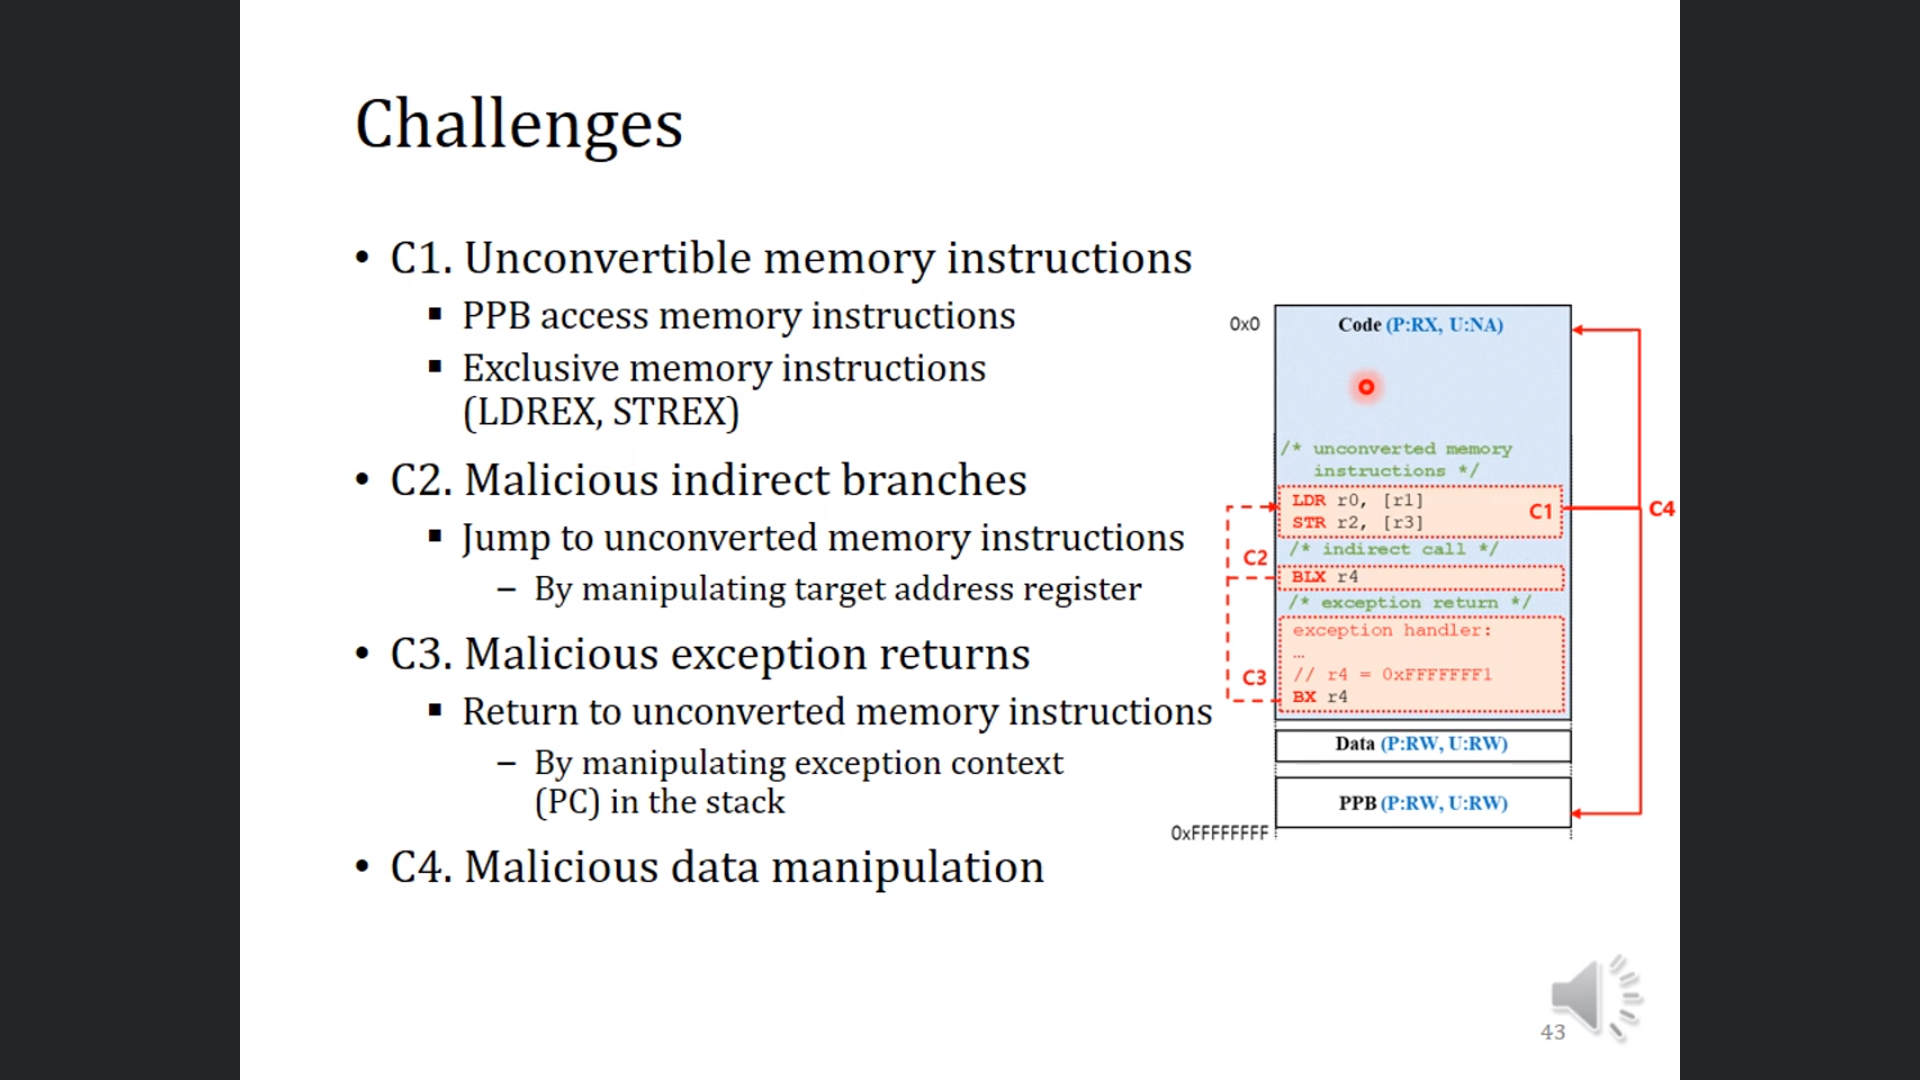 Challenges
• C1. Unconvertible memory instructions
▪ PPB access memory instructions
▪ Exclusive memory instructions
(LDREX, STREX)
• C2. Malicious indirect branches
▪ Jump to unconverted memory instructions
– By manipulating target address register
• C3. Malicious exception returns
▪ Return to unconverted memory instructions
– By manipulating exception context
(PC) in the stack
• C4. Malicious data manipulation
0x0
Code (P:RX, U:NA)
/* unconverted memory
instructions */
LDR r0, [r1]
STR r2, [r3]
C1
C4
/* indirect call */
C2
BLX r4
/* exception return */
exception handler:
…
// r4 = 0xFFFFFFF1
C3
BX r4
Data (P:RW, U:RW)
PPB (P:RW, U:RW)
0xFFFFFFFF
43